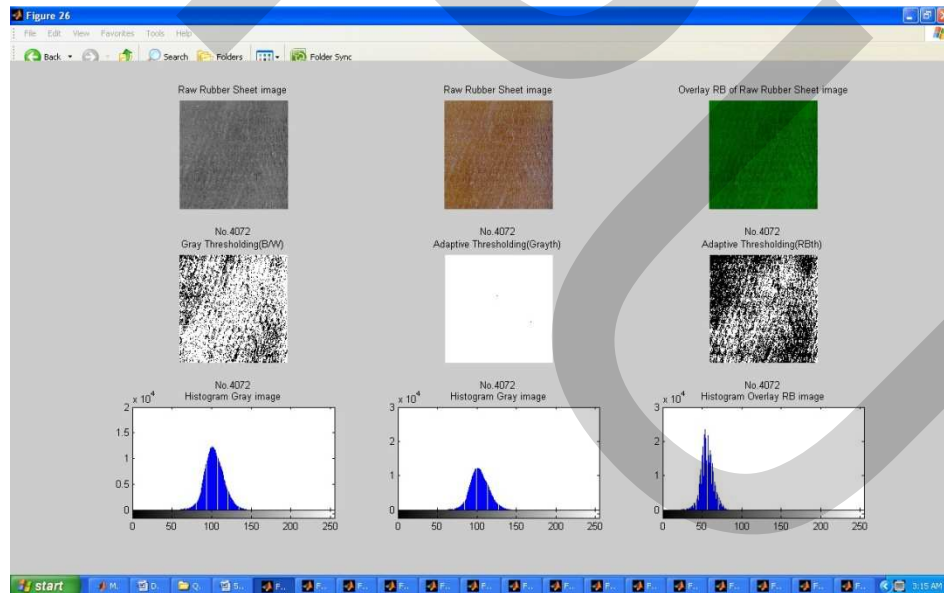 Figure 26
File Edit View Favorites Tools Help
Back Search Folders Folder Sync
Raw Rubber Sheet image
Raw Rubber Sheet image
Overlay RB of Raw Rubber Sheet image
No.4072
Gray Thresholding(B/W)
No.4072
Adaptive Thresholding(Grayth)
No.4072
Adaptive Thresholding(RBth)
No.4072
Histogram Gray image
x 10^4
2
1.5
1
0.5
0
0 50 100 150 200 250
No.4072
Histogram Gray image
x 10^4
3
2
1
0
0 50 100 150 200 250
No.4072
Histogram Overlay RB image
x 10^4
3
2
1
0
0 50 100 150 200 250
start M. D. Q. S.. F.. F.. F.. F.. F.. F.. F.. F.. F.. F.. F.. F.. F.. F.. F.. 3:15 AM